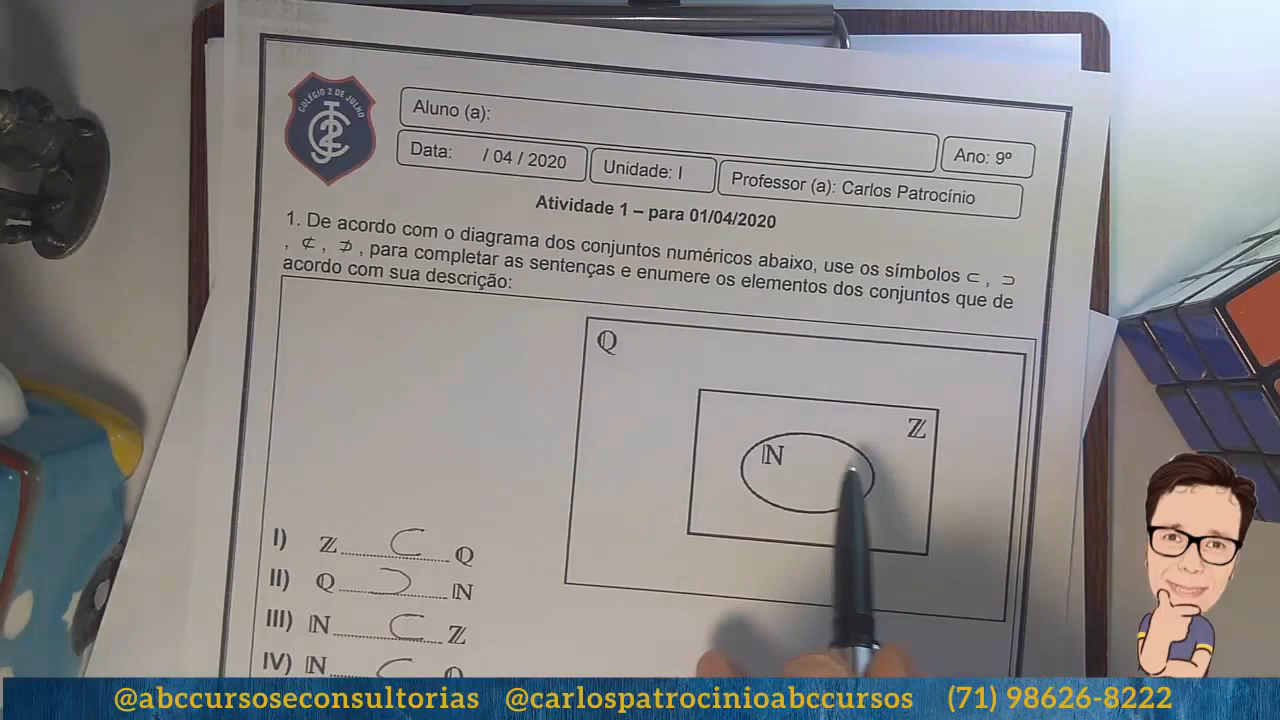 COLÉGIO 2 DE JULHO
Aluno (a):
Ano: 9º
Data: / 04 / 2020
Unidade: I
Professor (a): Carlos Patrocínio
Atividade 1 – para 01/04/2020
1. De acordo com o diagrama dos conjuntos numéricos abaixo, use os símbolos ⊂ , ⊃
, ⊄ , ⊅ , para completar as sentenças e enumere os elementos dos conjuntos que de
acordo com sua descrição:
ℚ
ℤ
ℕ
I) ℤ ⊂ ℚ
II) ℚ ⊃ ℕ
III) ℕ ⊂ ℤ
IV) ℕ ⊂
@abccursoseconsultorias @carlospatrocinioabccursos (71) 98626-8222